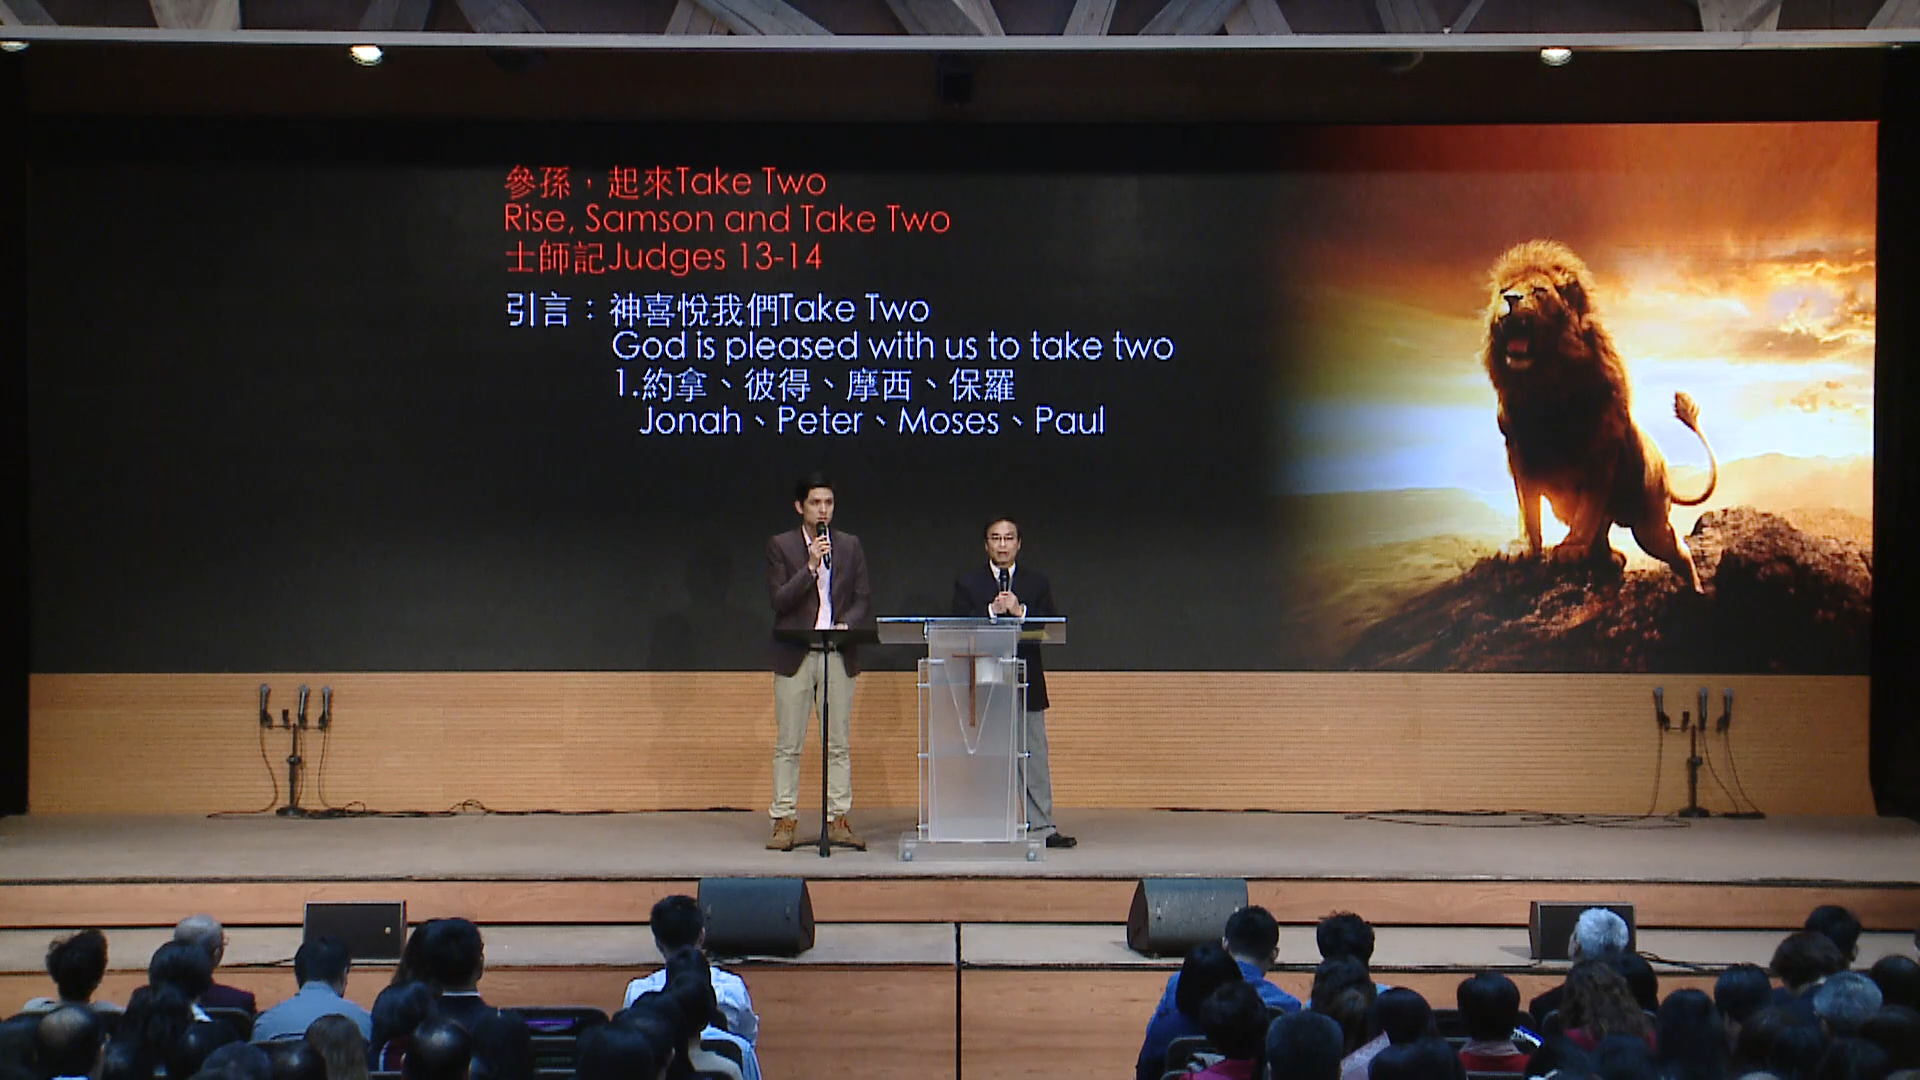 參孫，起來Take Two
Rise, Samson and Take Two
士師記Judges 13-14
引言：神喜悅我們Take Two
God is pleased with us to take two
1.約拿、彼得、摩西、保羅
Jonah、Peter、Moses、Paul